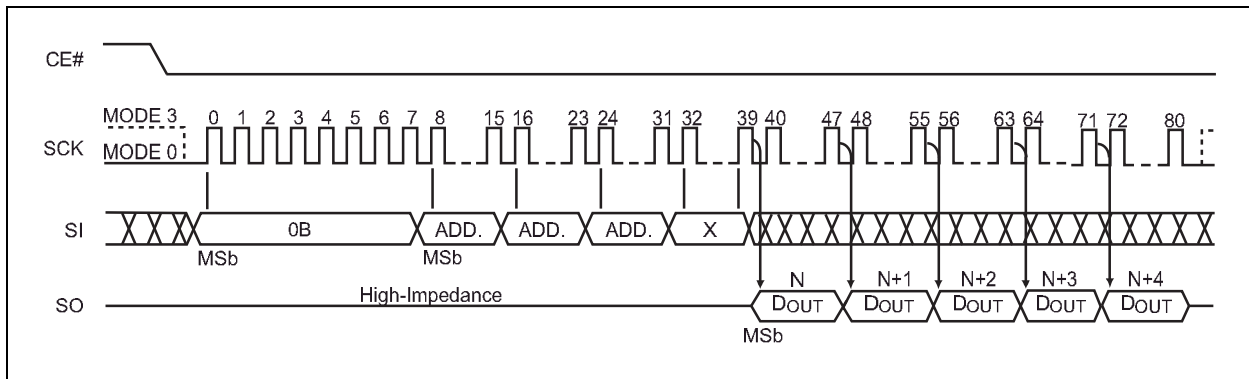 CE#
MODE 3
0 1 2 3 4 5 6 7 8 15 16 23 24 31 32 39 40 47 48 55 56 63 64 71 72 80
SCK
MODE 0
SI
0B ADD. ADD. ADD. X
MSb MSb
N N+1 N+2 N+3 N+4
High-Impedance
SO
DOUT DOUT DOUT DOUT DOUT
MSb